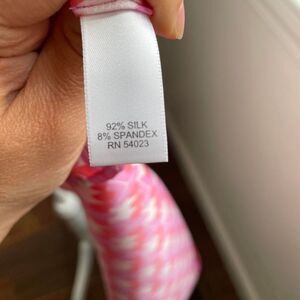 92% SILK
8% SPANDEX
RN 54023